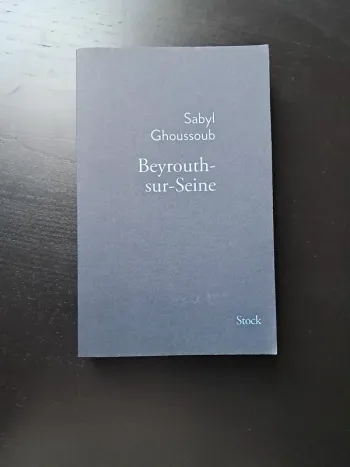 Sabyl
Ghoussoub
Beyrouth-
sur-Seine
Stock